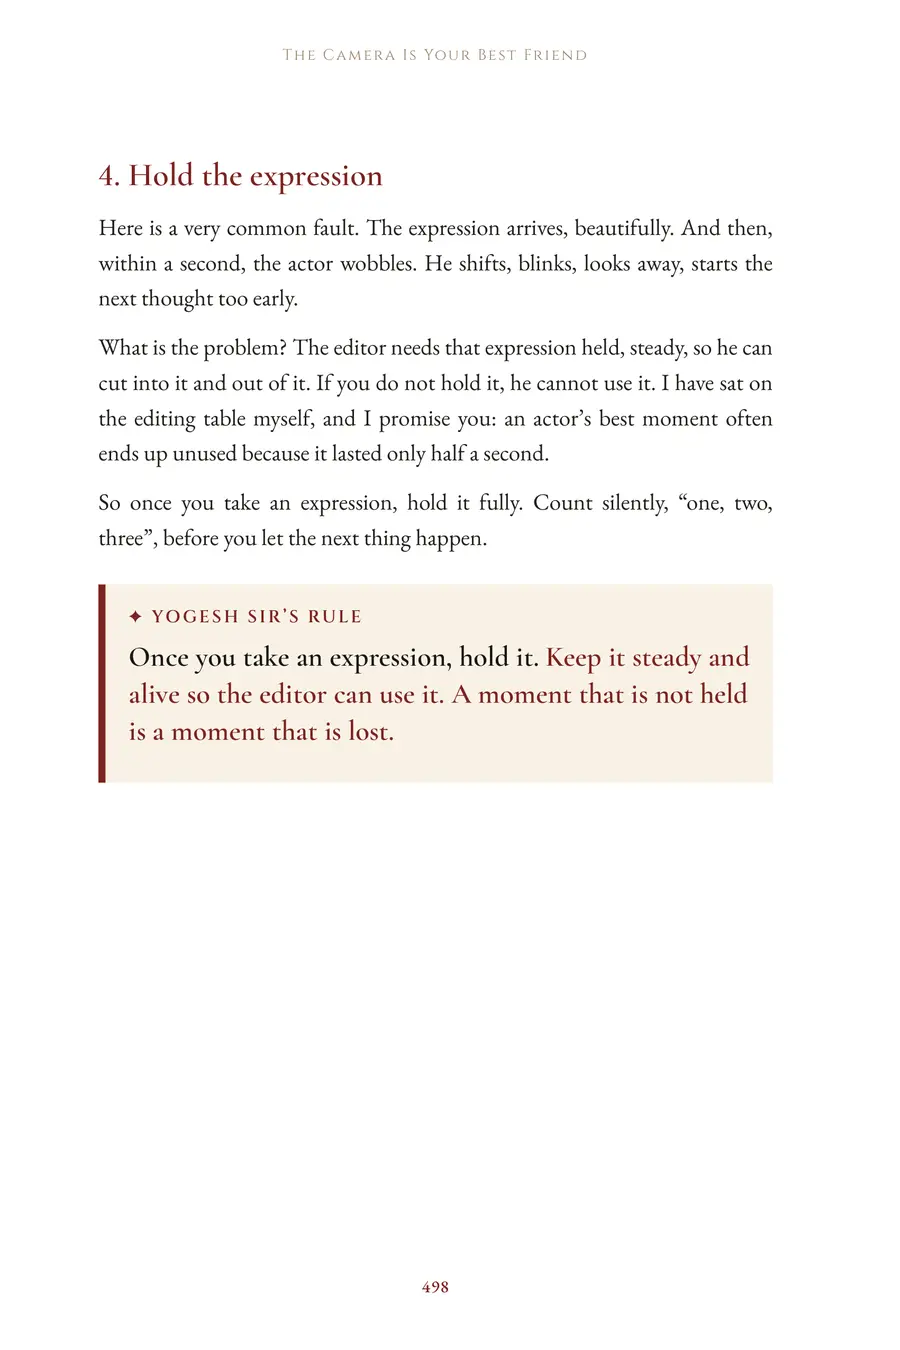 The Camera Is Your Best Friend
4. Hold the expression
Here is a very common fault. The expression arrives, beautifully. And then,
within a second, the actor wobbles. He shifts, blinks, looks away, starts the
next thought too early.
What is the problem? The editor needs that expression held, steady, so he can
cut into it and out of it. If you do not hold it, he cannot use it. I have sat on
the editing table myself, and I promise you: an actor’s best moment often
ends up unused because it lasted only half a second.
So once you take an expression, hold it fully. Count silently, “one, two,
three”, before you let the next thing happen.
✦ YOGESH SIR’S RULE
Once you take an expression, hold it. Keep it steady and
alive so the editor can use it. A moment that is not held
is a moment that is lost.
498